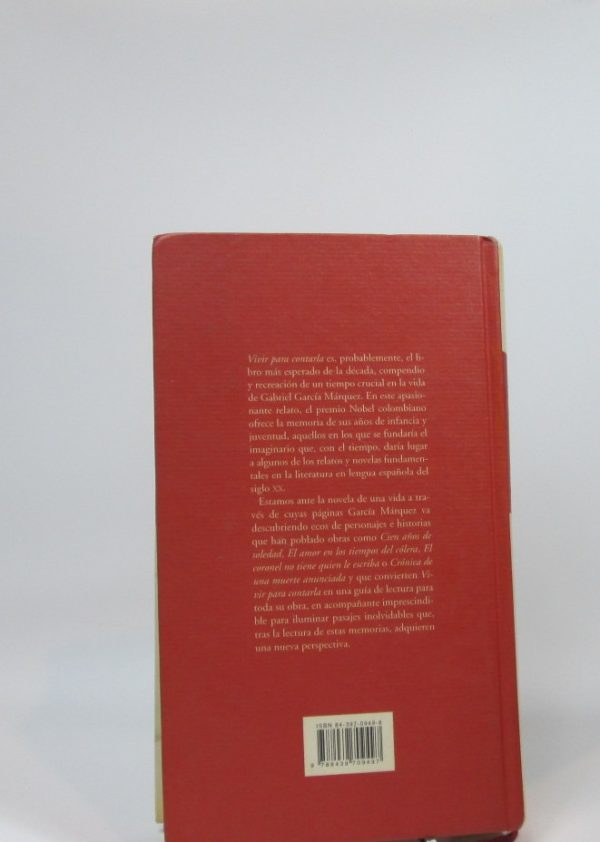 Vivir para contarla es, probablemente, el li-
bro más esperado de la década, compendio
y recreación de un tiempo crucial en la vida
de Gabriel García Márquez. En este apasio-
nante relato, el premio Nobel colombiano
ofrece la memoria de sus años de infancia y
juventud, aquellos en los que se fundaría el
imaginario que, con el tiempo, daría lugar
a algunos de los relatos y novelas fundamen-
tales en la literatura en lengua española del
siglo XX.
Estamos ante la novela de una vida a tra-
vés de cuyas páginas García Márquez va
descubriendo ecos de personajes e historias
que han poblado obras como Cien años de
soledad, El amor en los tiempos del cólera, El
coronel no tiene quien le escriba o Crónica de
una muerte anunciada y que convierten Vi-
vir para contarla en una guía de lectura para
toda su obra, en acompañante imprescindi-
ble para iluminar pasajes inolvidables que,
tras la lectura de estas memorias, adquieren
una nueva perspectiva.
ISBN 84-397-0949-8
9 788439 709497